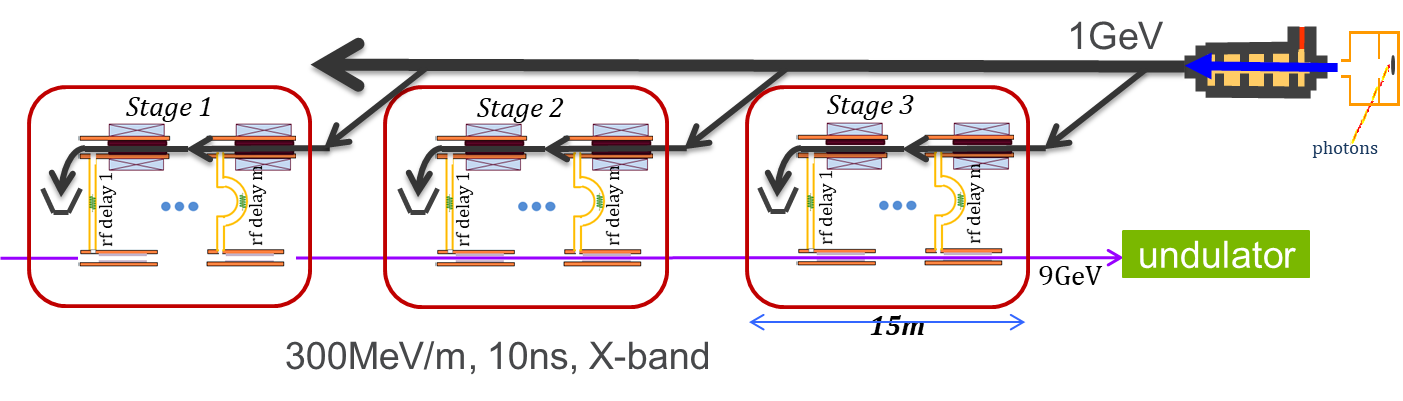 1GeV
Stage 1
Stage 2
Stage 3
photons
rf delay 1
rf delay m
rf delay 1
rf delay m
rf delay 1
rf delay m
undulator
9GeV
15m
300MeV/m, 10ns, X-band